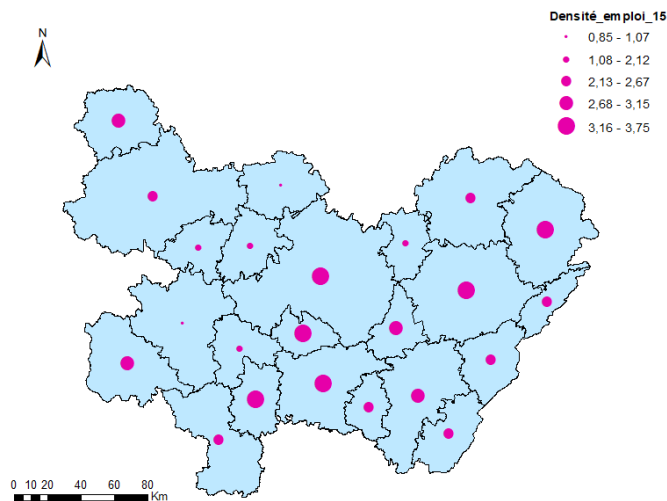 Densité_emploi_15
0,85 - 1,07
1,08 - 2,12
2,13 - 2,67
2,68 - 3,15
3,16 - 3,75
N
0 10 20 40 60 80
Km